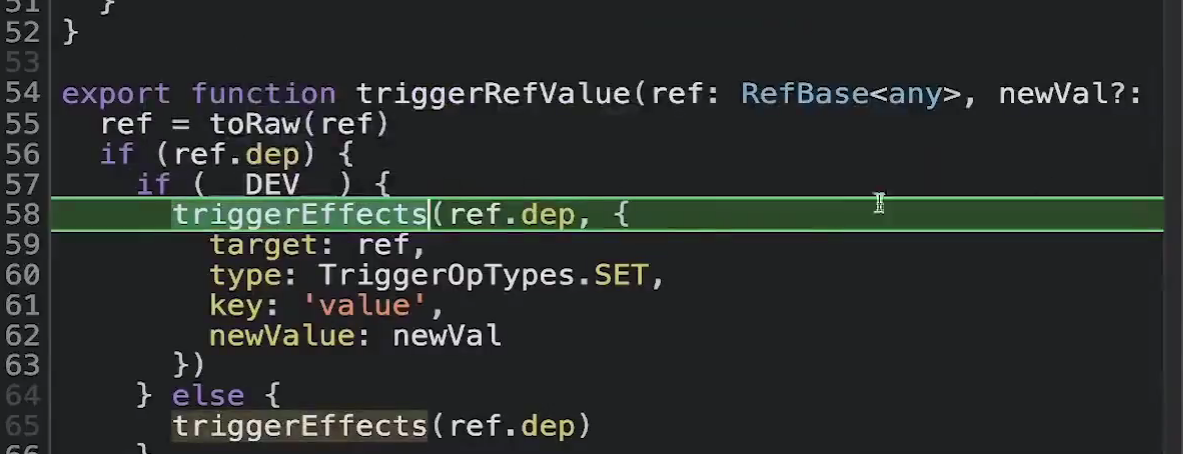 51 }
52 }
53
54 export function triggerRefValue(ref: RefBase<any>, newVal?:
55 ref = toRaw(ref)
56 if (ref.dep) {
57 if (__DEV__) {
58 triggerEffects(ref.dep, {
59 target: ref,
60 type: TriggerOpTypes.SET,
61 key: 'value',
62 newValue: newVal
63 })
64 } else {
65 triggerEffects(ref.dep)
66 }